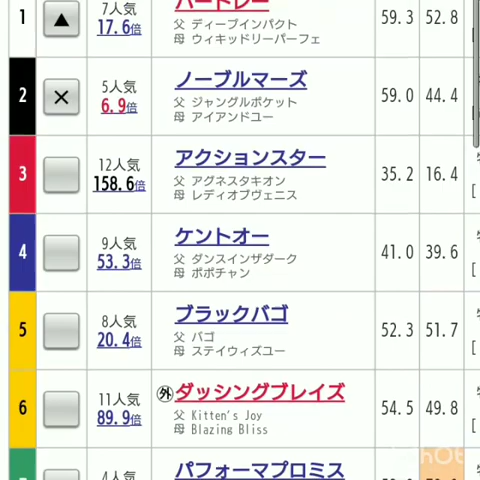 1 ▲ 7人気 17.6倍 ハートレー 59.3 52.8
父 ディープインパクト
母 ウィキッドリーパーフェ
2 × 5人気 6.9倍 ノーブルマーズ 59.0 44.4
父 ジャングルポケット
母 アイアンドユー
3 12人気 158.6倍 アクションスター 35.2 16.4
父 アグネスタキオン
母 レディオブヴェニス
4 9人気 53.3倍 ケントオー 41.0 39.6
父 ダンスインザダーク
母 ポポチャン
5 8人気 20.4倍 ブラックバゴ 52.3 51.7
父 バゴ
母 ステイウィズユー
6 11人気 89.9倍 外 ダッシングブレイズ 54.5 49.8
父 Kitten's Joy
母 Blazing Bliss
4人気 パフォーマプロミス